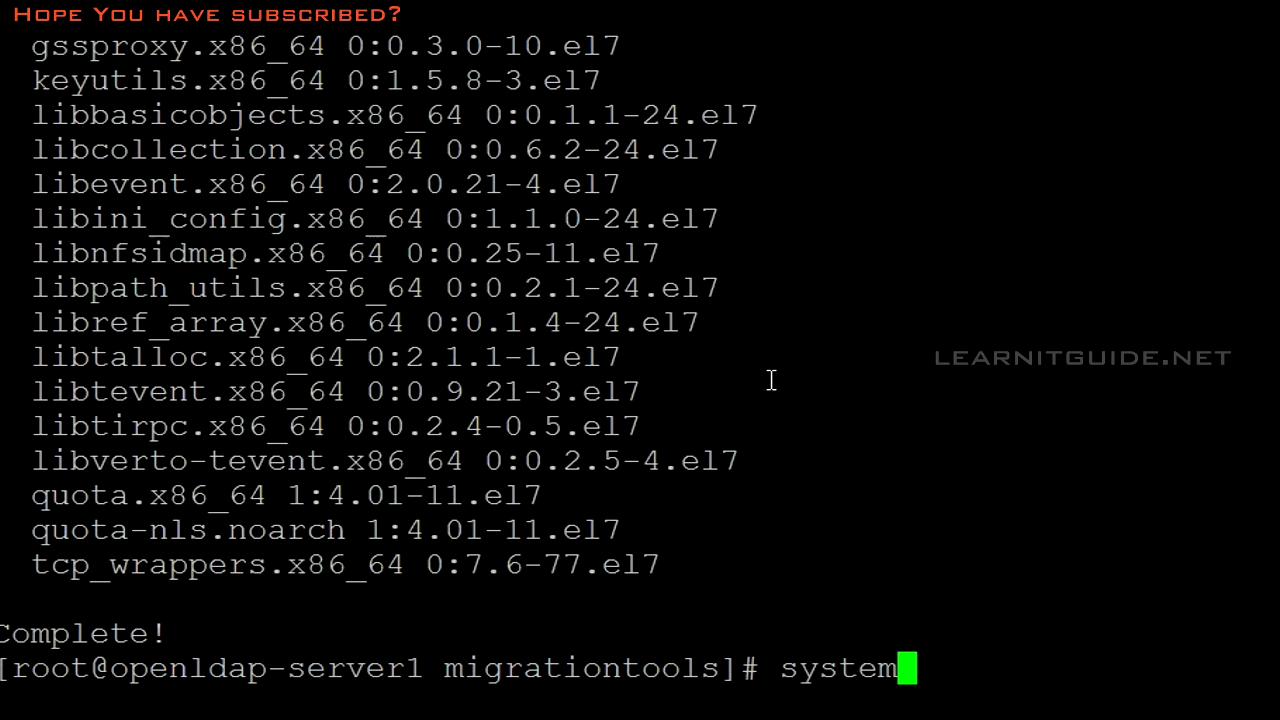 HOPE YOU HAVE SUBSCRIBED?
gssproxy.x86_64 0:0.3.0-10.el7
keyutils.x86_64 0:1.5.8-3.el7
libbasicobjects.x86_64 0:0.1.1-24.el7
libcollection.x86_64 0:0.6.2-24.el7
libevent.x86_64 0:2.0.21-4.el7
libini_config.x86_64 0:1.1.0-24.el7
libnfsidmap.x86_64 0:0.25-11.el7
libpath_utils.x86_64 0:0.2.1-24.el7
libref_array.x86_64 0:0.1.4-24.el7
LEARNITGUIDE.NET
libtalloc.x86_64 0:2.1.1-1.el7
libtevent.x86_64 0:0.9.21-3.el7
libtirpc.x86_64 0:0.2.4-0.5.el7
libverto-tevent.x86_64 0:0.2.5-4.el7
quota.x86_64 1:4.01-11.el7
quota-nls.noarch 1:4.01-11.el7
tcp_wrappers.x86_64 0:7.6-77.el7
Complete!
[root@openldap-server1 migrationtools]# system